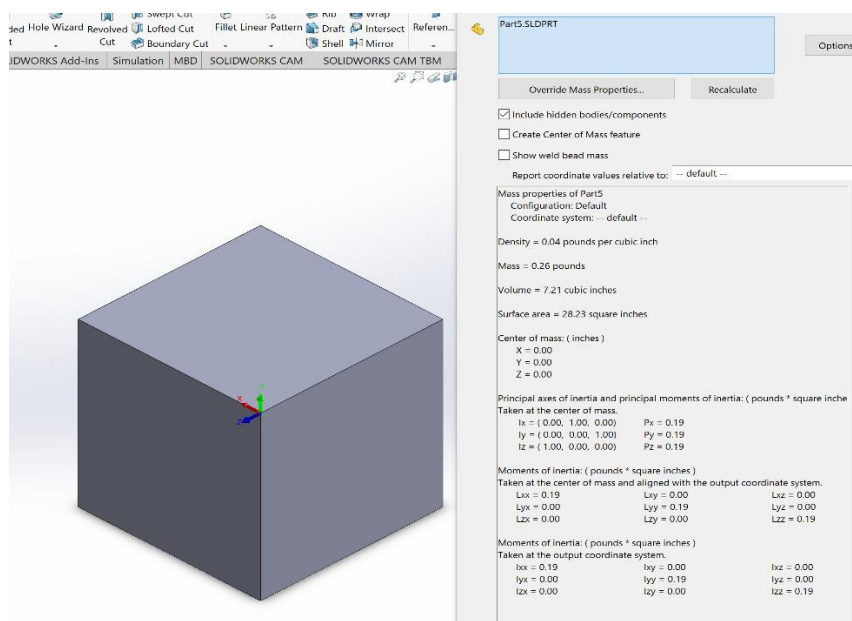 Swept Cut Rib Wrap
ded Hole Wizard Revolved Lofted Cut Fillet Linear Pattern Draft Intersect Referen...
t Cut Boundary Cut Shell Mirror
IDWORKS Add-Ins Simulation MBD SOLIDWORKS CAM SOLIDWORKS CAM TBM
X
Y
Z
Part5.SLDPRT
Options
Override Mass Properties... Recalculate
Include hidden bodies/components
Create Center of Mass feature
Show weld bead mass
Report coordinate values relative to: -- default --
Mass properties of Part5
Configuration: Default
Coordinate system: -- default --
Density = 0.04 pounds per cubic inch
Mass = 0.26 pounds
Volume = 7.21 cubic inches
Surface area = 28.23 square inches
Center of mass: ( inches )
X = 0.00
Y = 0.00
Z = 0.00
Principal axes of inertia and principal moments of inertia: ( pounds * square inche
Taken at the center of mass.
Ix = ( 0.00, 1.00, 0.00) Px = 0.19
Iy = ( 0.00, 0.00, 1.00) Py = 0.19
Iz = ( 1.00, 0.00, 0.00) Pz = 0.19
Moments of inertia: ( pounds * square inches )
Taken at the center of mass and aligned with the output coordinate system.
Lxx = 0.19 Lxy = 0.00 Lxz = 0.00
Lyx = 0.00 Lyy = 0.19 Lyz = 0.00
Lzx = 0.00 Lzy = 0.00 Lzz = 0.19
Moments of inertia: ( pounds * square inches )
Taken at the output coordinate system.
Ixx = 0.19 Ixy = 0.00 Ixz = 0.00
Iyx = 0.00 Iyy = 0.19 Iyz = 0.00
Izx = 0.00 Izy = 0.00 Izz = 0.19